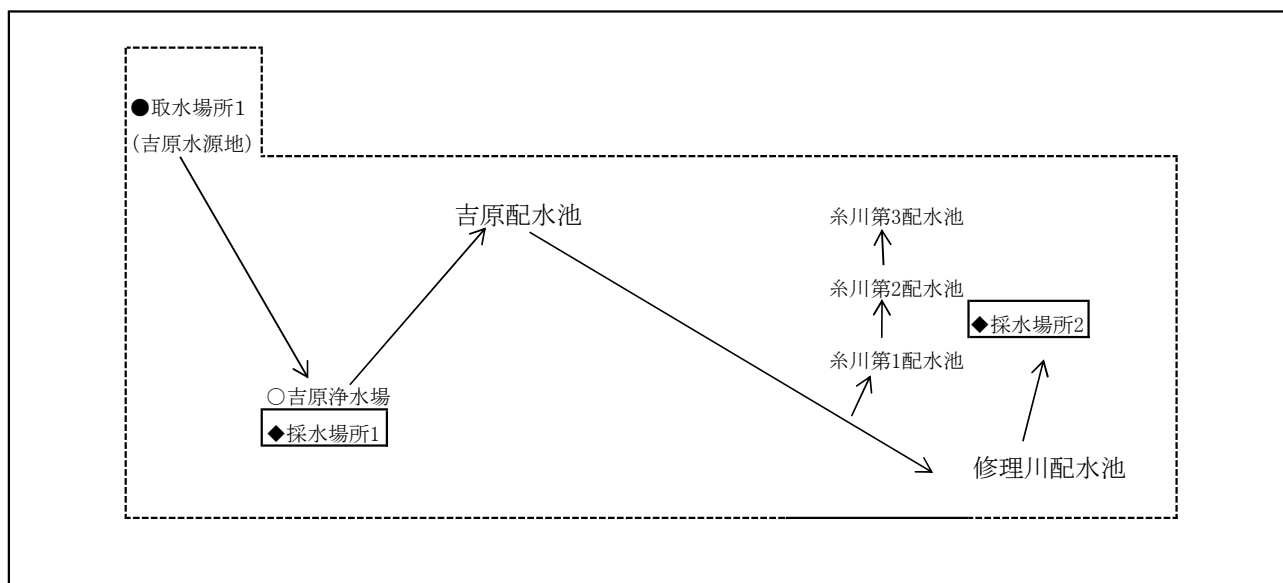 ●取水場所1
(吉原水源地)
吉原配水池
糸川第3配水池
糸川第2配水池
◆採水場所2
糸川第1配水池
○吉原浄水場
◆採水場所1
修理川配水池